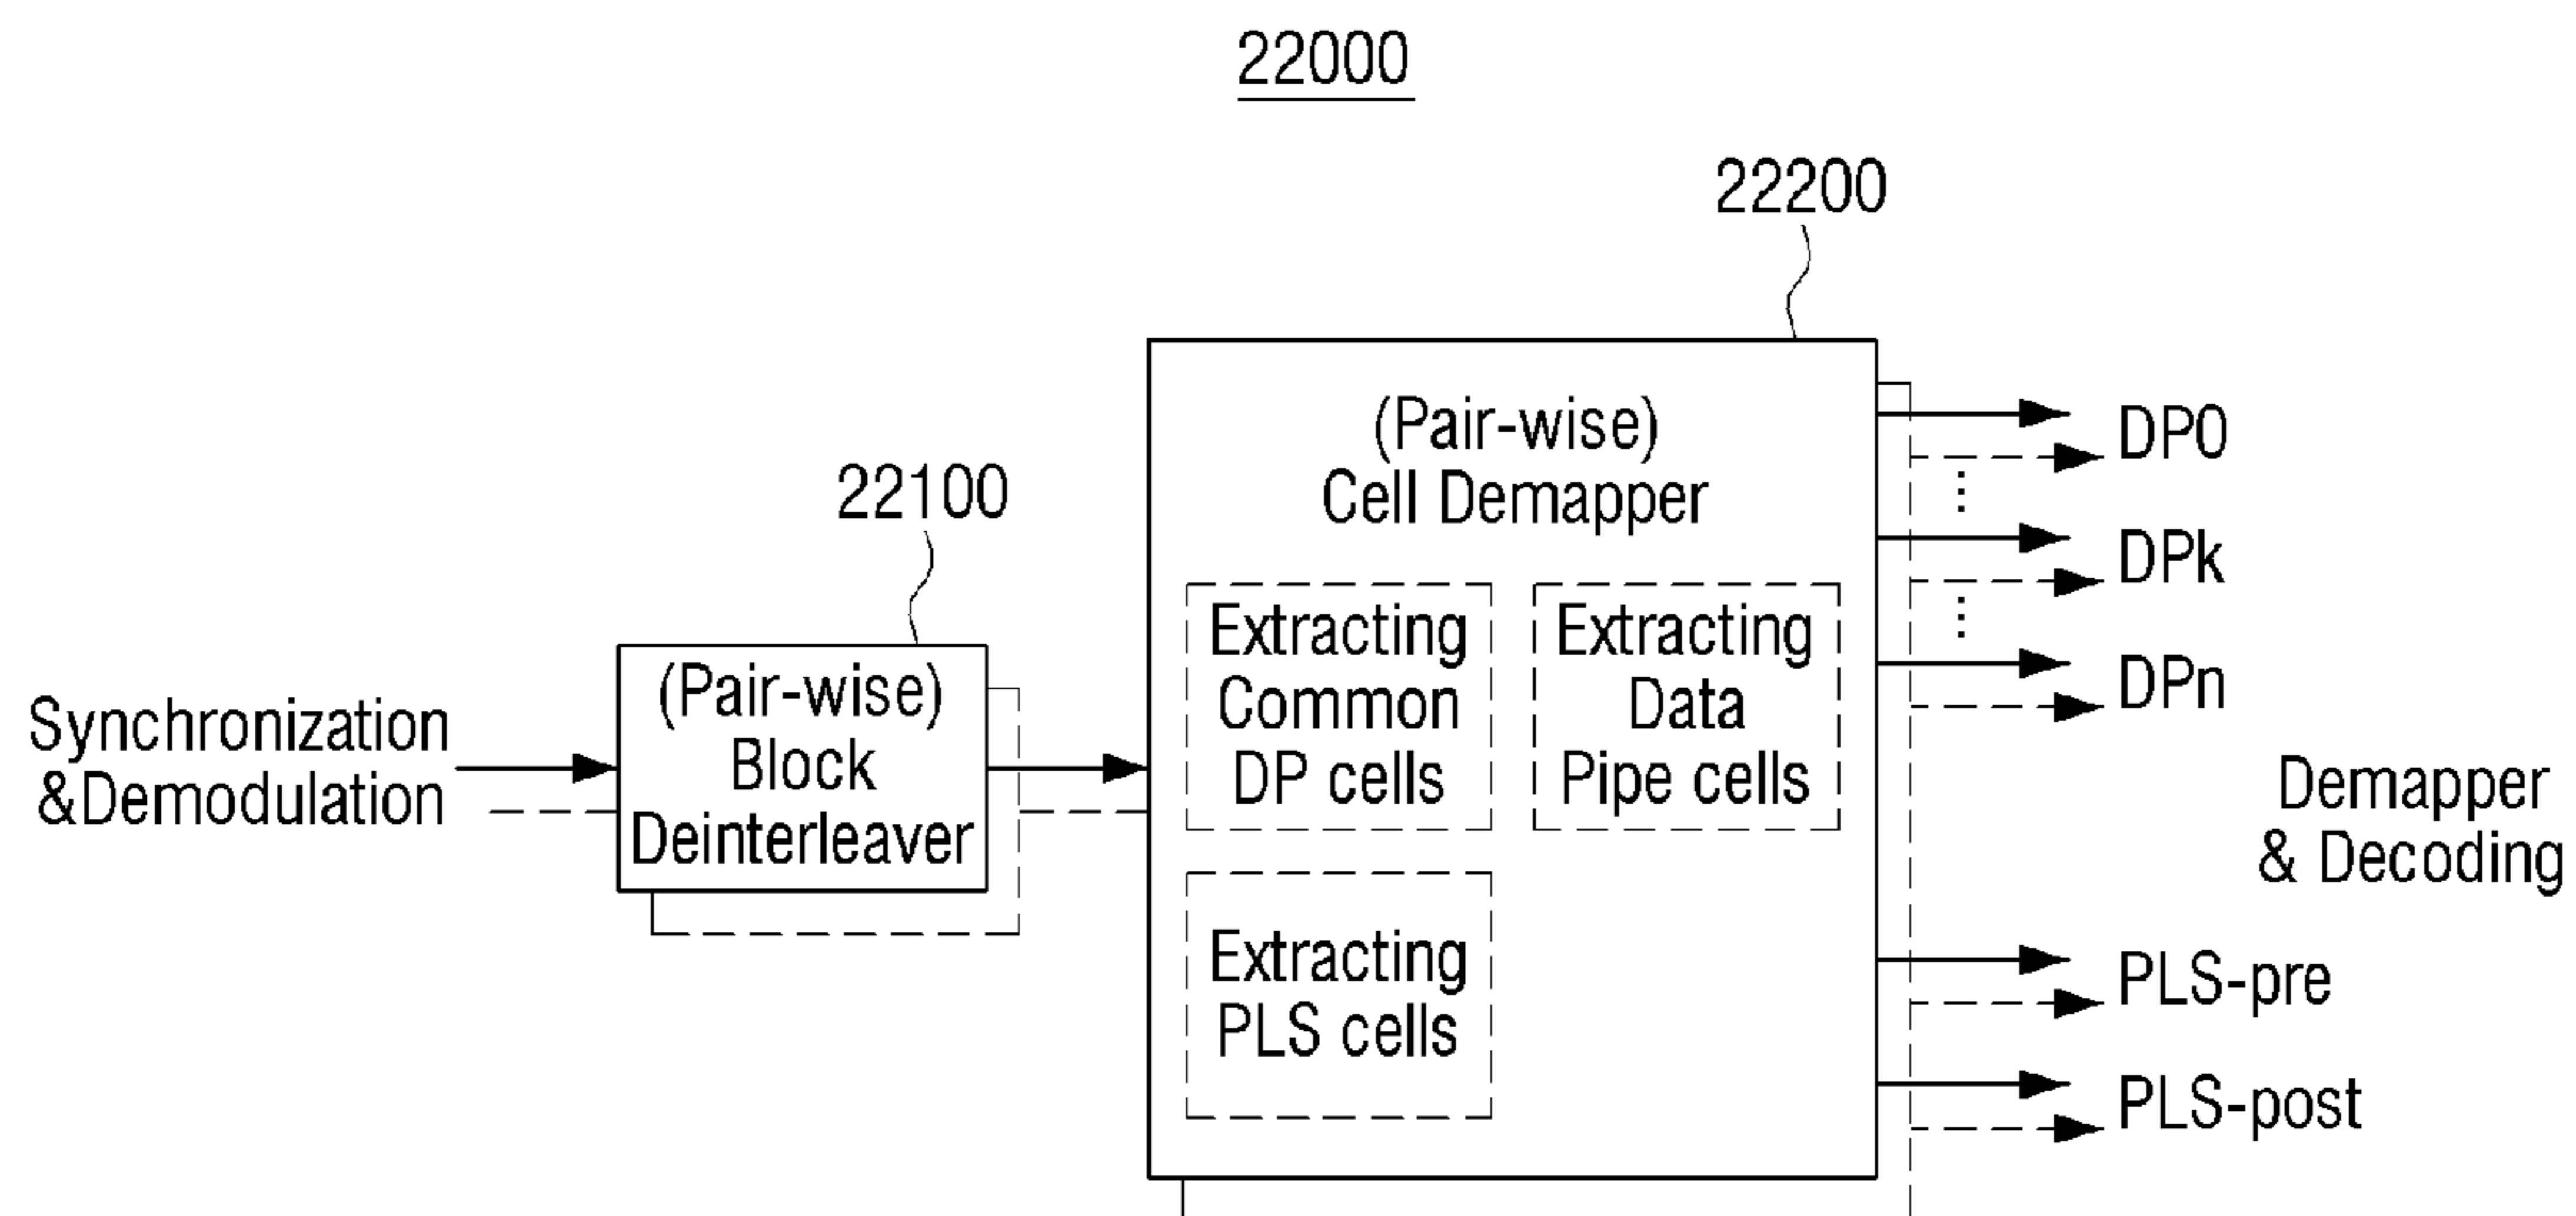 22000
22200
22100
Synchronization
&Demodulation
(Pair-wise)
Block
Deinterleaver
(Pair-wise)
Cell Demapper
Extracting
Common
DP cells
Extracting
Data
Pipe cells
Extracting
PLS cells
DP0
DPk
DPn
Demapper
& Decoding
PLS-pre
PLS-post